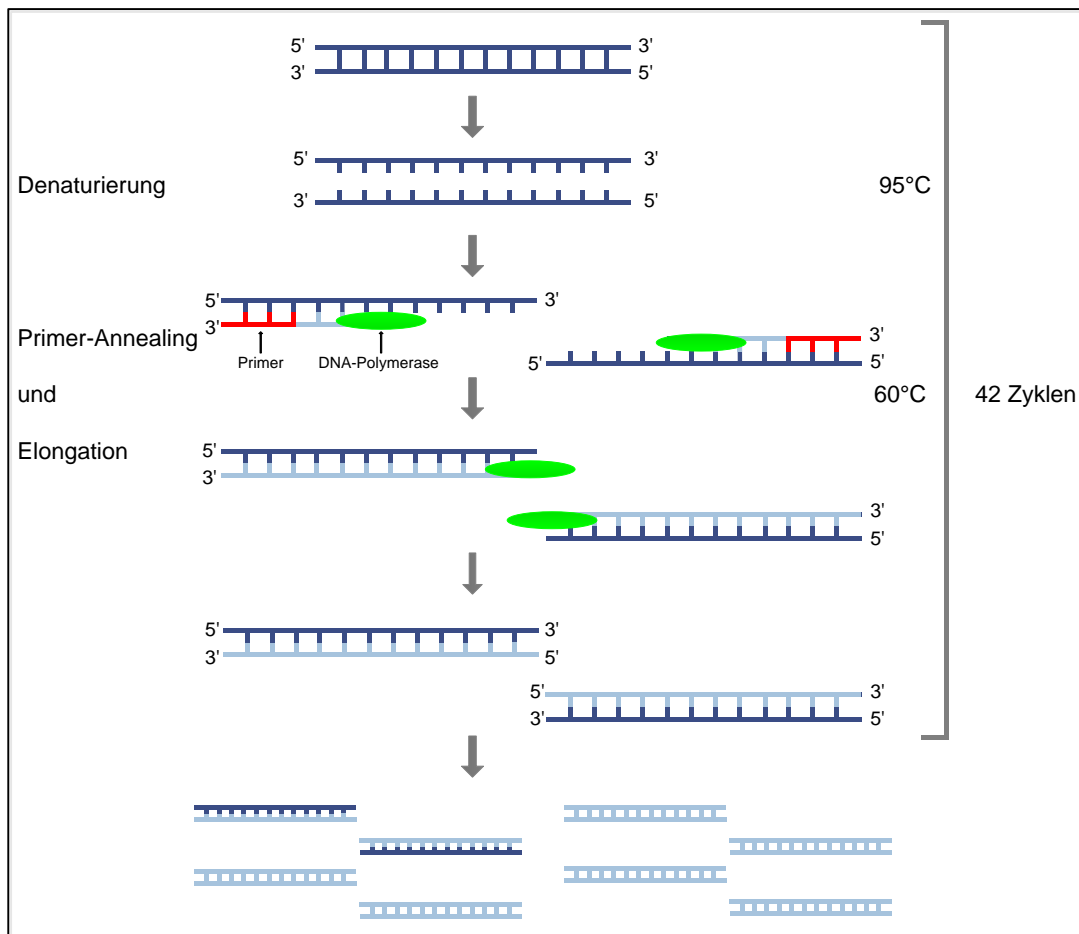 5' 3'
3' 5'
5' 3'
Denaturierung 95°C
3' 5'
5' 3'
3'
Primer-Annealing 3'
Primer DNA-Polymerase 5' 5'
und 60°C 42 Zyklen
Elongation
5'
3'
3'
5'
5' 3'
3' 5'
5' 3'
3' 5'